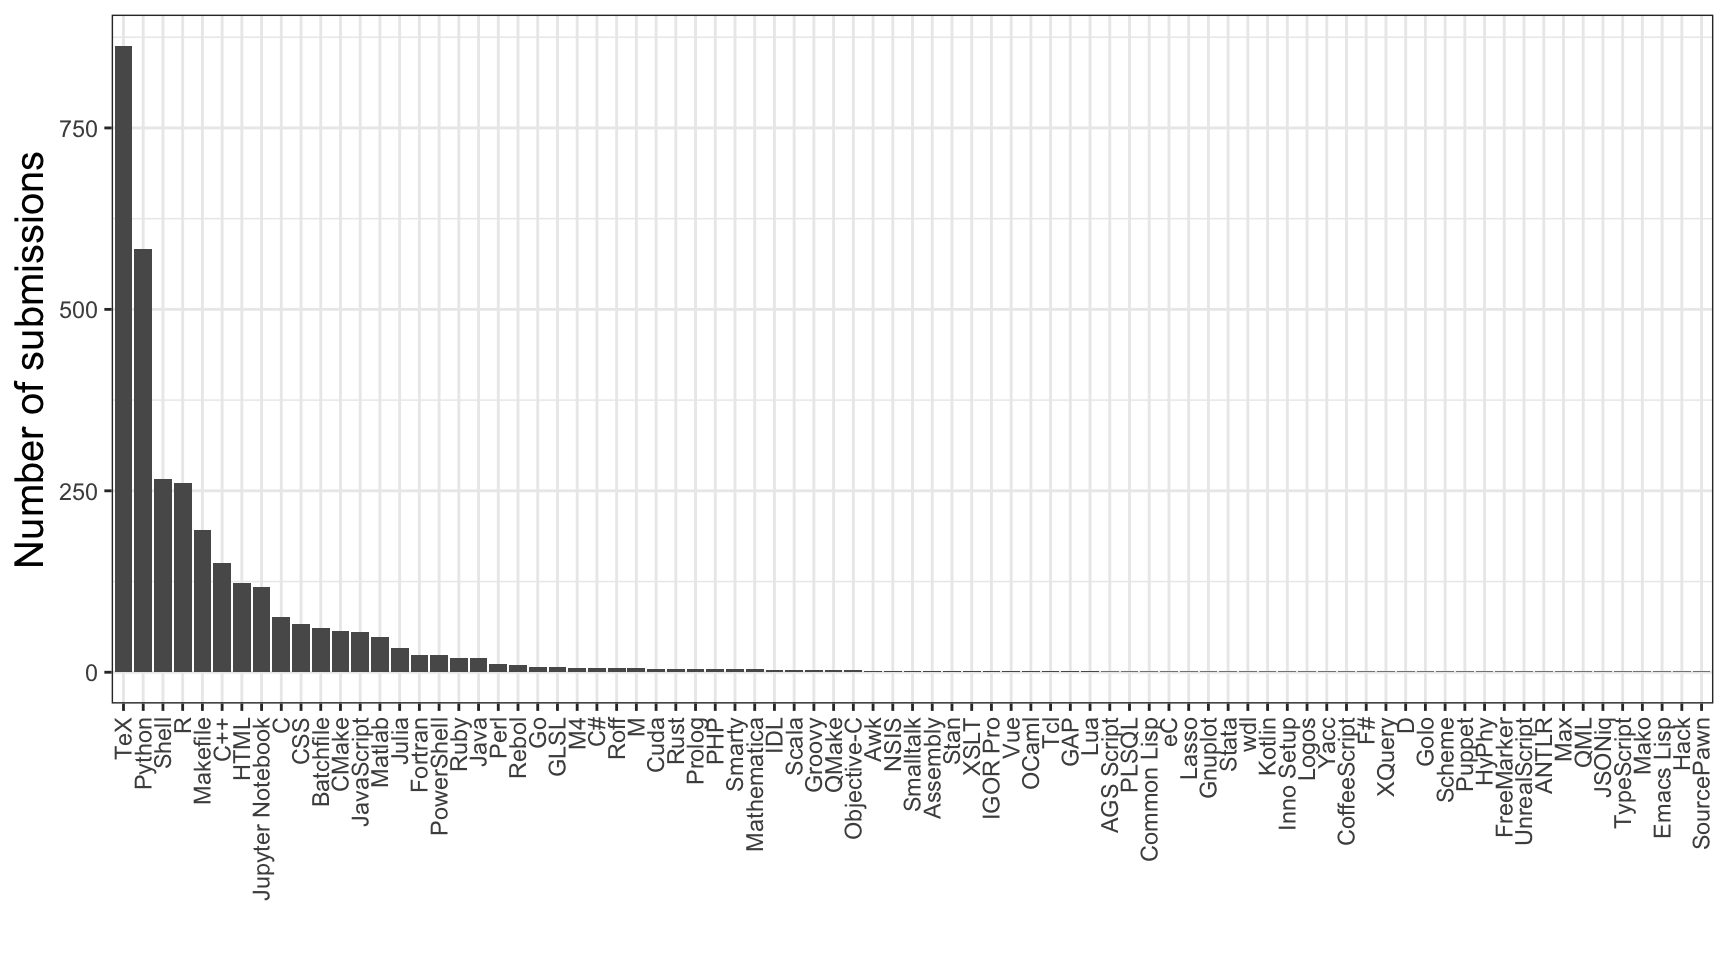 Number of submissions
750
500
250
0
TeX
Python
Shell
R
Makefile
C++
HTML
Jupyter Notebook
C
CSS
Batchfile
CMake
JavaScript
Matlab
Julia
Fortran
PowerShell
Ruby
Java
Perl
Rebol
Go
GLSL
M4
C#
Roff
M
Cuda
Rust
Prolog
PHP
Smarty
Mathematica
IDL
Scala
Groovy
QMake
Objective-C
Awk
NSIS
Smalltalk
Assembly
Stan
XSLT
IGOR Pro
Vue
OCaml
Tcl
GAP
Lua
AGS Script
PLSQL
Common Lisp
eC
Lasso
Gnuplot
Stata
wdl
Kotlin
Inno Setup
Logos
Yacc
CoffeeScript
F#
XQuery
D
Golo
Scheme
Puppet
HyPhy
FreeMarker
UnrealScript
ANTLR
Max
QML
JSONiq
TypeScript
Mako
Emacs Lisp
Hack
SourcePawn